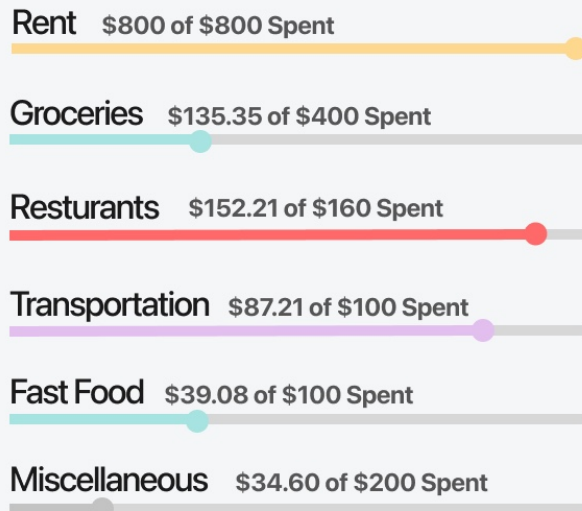 Rent $800 of $800 Spent
Groceries $135.35 of $400 Spent
Resturants $152.21 of $160 Spent
Transportation $87.21 of $100 Spent
Fast Food $39.08 of $100 Spent
Miscellaneous $34.60 of $200 Spent